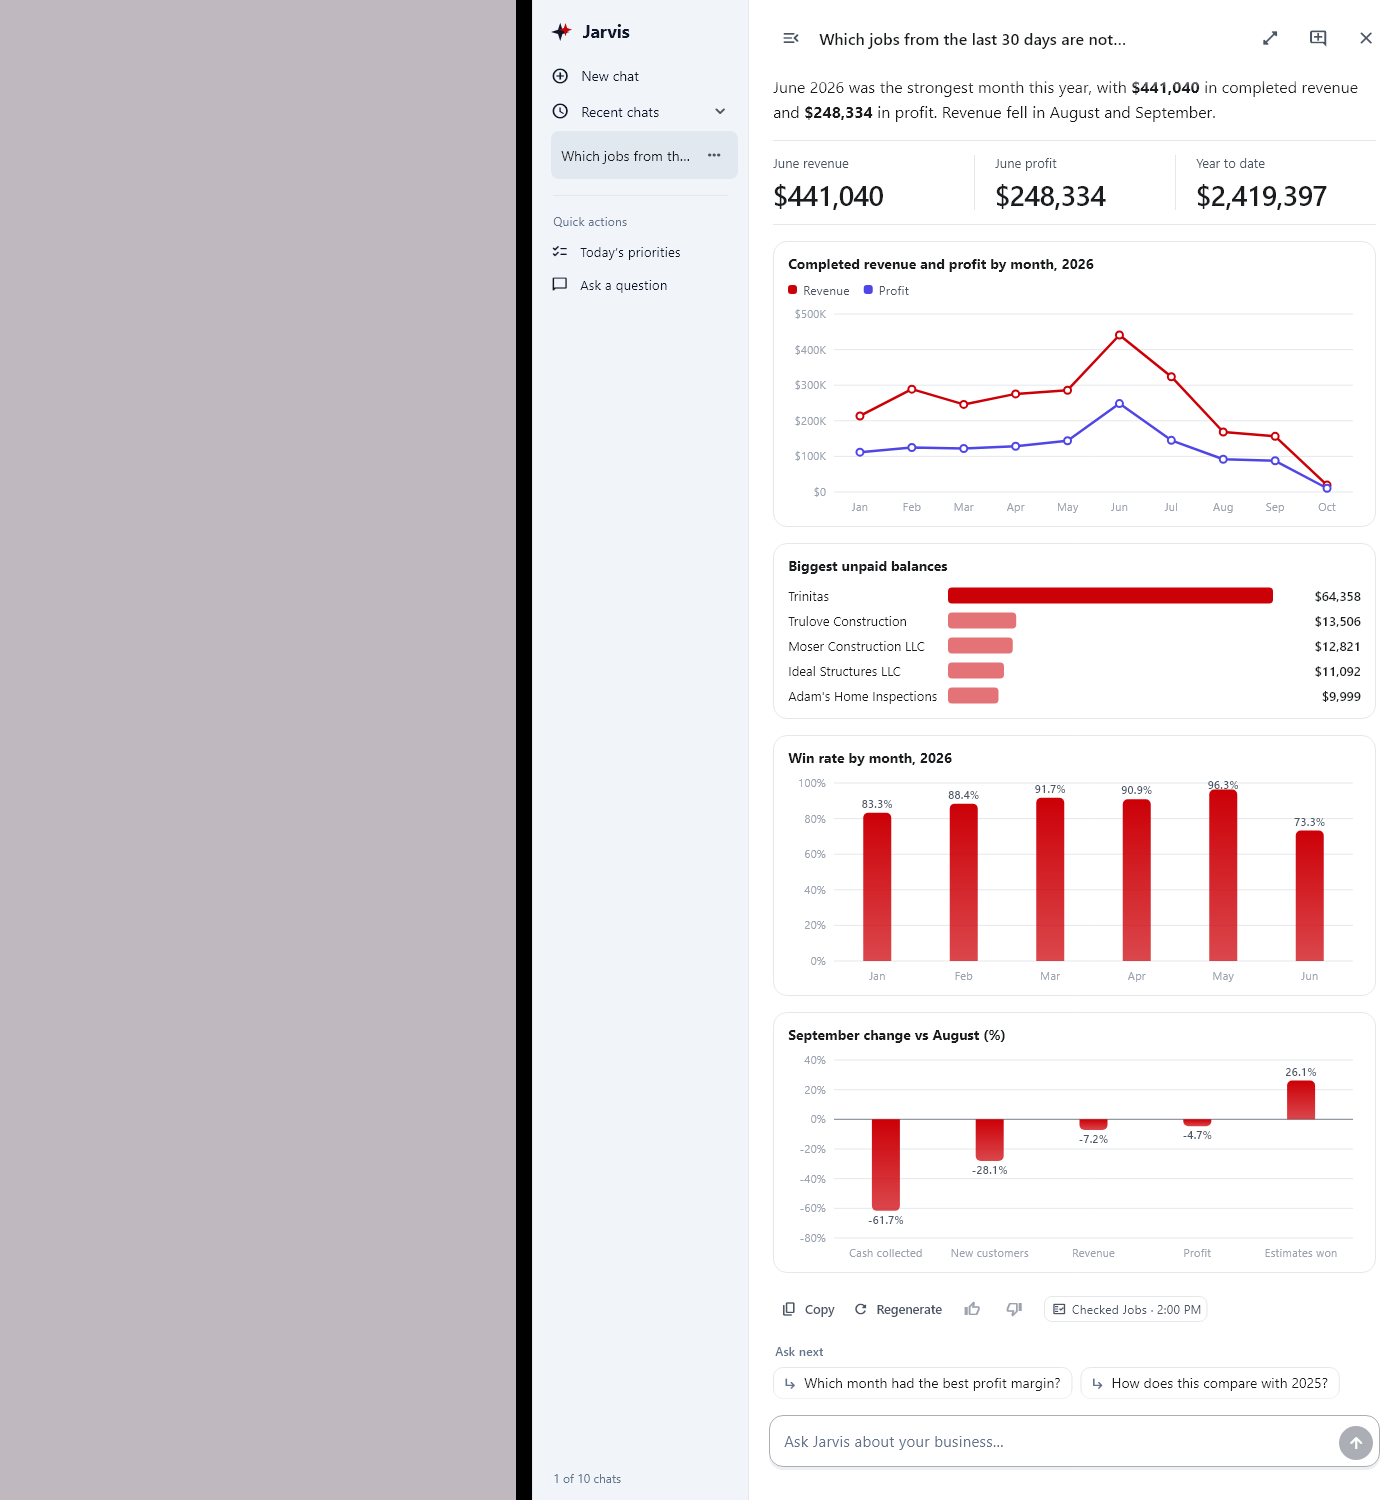 Jarvis
New chat
Recent chats
Which jobs from th...
Quick actions
Today's priorities
Ask a question
1 of 10 chats
Which jobs from the last 30 days are not...
June 2026 was the strongest month this year, with $441,040 in completed revenue
and $248,334 in profit. Revenue fell in August and September.
June revenue
$441,040
June profit
$248,334
Year to date
$2,419,397
Completed revenue and profit by month, 2026
Revenue Profit
$500K
$400K
$300K
$200K
$100K
$0
Jan Feb Mar Apr May Jun Jul Aug Sep Oct
Biggest unpaid balances
Trinitas $64,358
Trulove Construction $13,506
Moser Construction LLC $12,821
Ideal Structures LLC $11,092
Adam's Home Inspections $9,999
Win rate by month, 2026
100%
80%
60%
40%
20%
0%
83.3% 88.4% 91.7% 90.9% 96.3% 73.3%
Jan Feb Mar Apr May Jun
September change vs August (%)
40%
20%
0%
-20%
-40%
-60%
-80%
-61.7% -28.1% -7.2% -4.7% 26.1%
Cash collected New customers Revenue Profit Estimates won
Copy Regenerate Checked Jobs · 2:00 PM
Ask next
Which month had the best profit margin? How does this compare with 2025?
Ask Jarvis about your business...